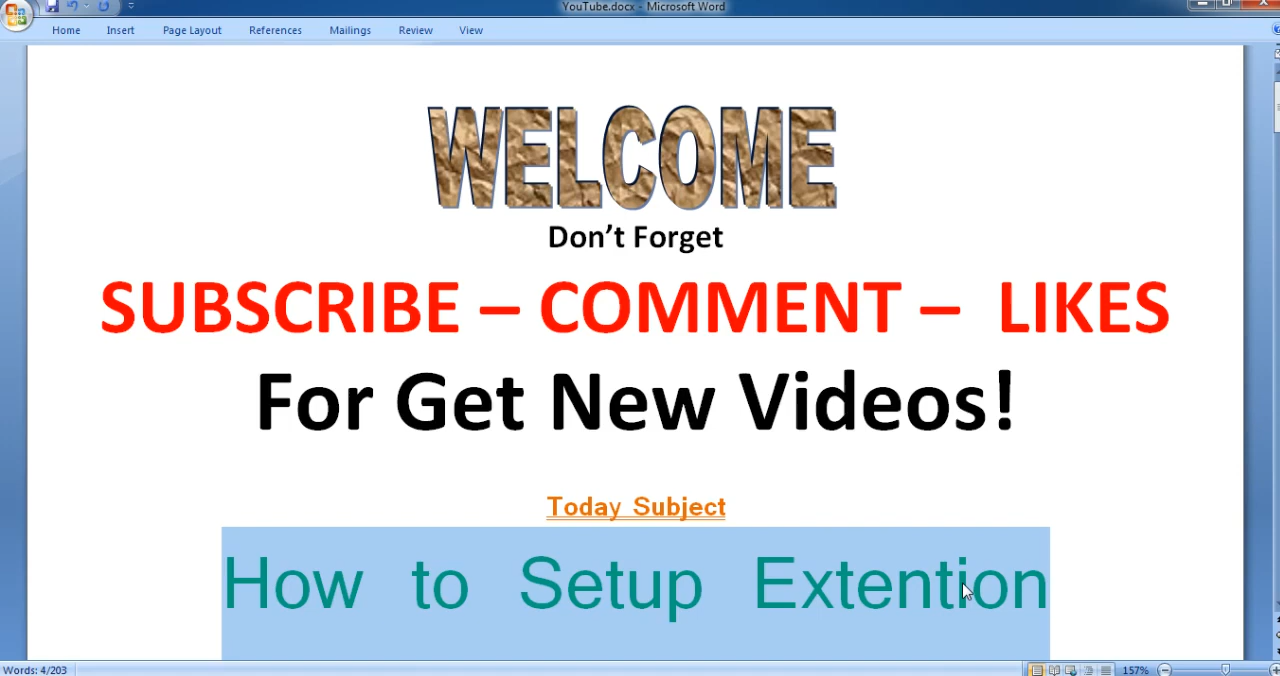 YouTube.docx - Microsoft Word
Home Insert Page Layout References Mailings Review View
WELCOME
Don’t Forget
SUBSCRIBE – COMMENT – LIKES
For Get New Videos!
Today Subject
How to Setup Extention
Words: 4/203 157%